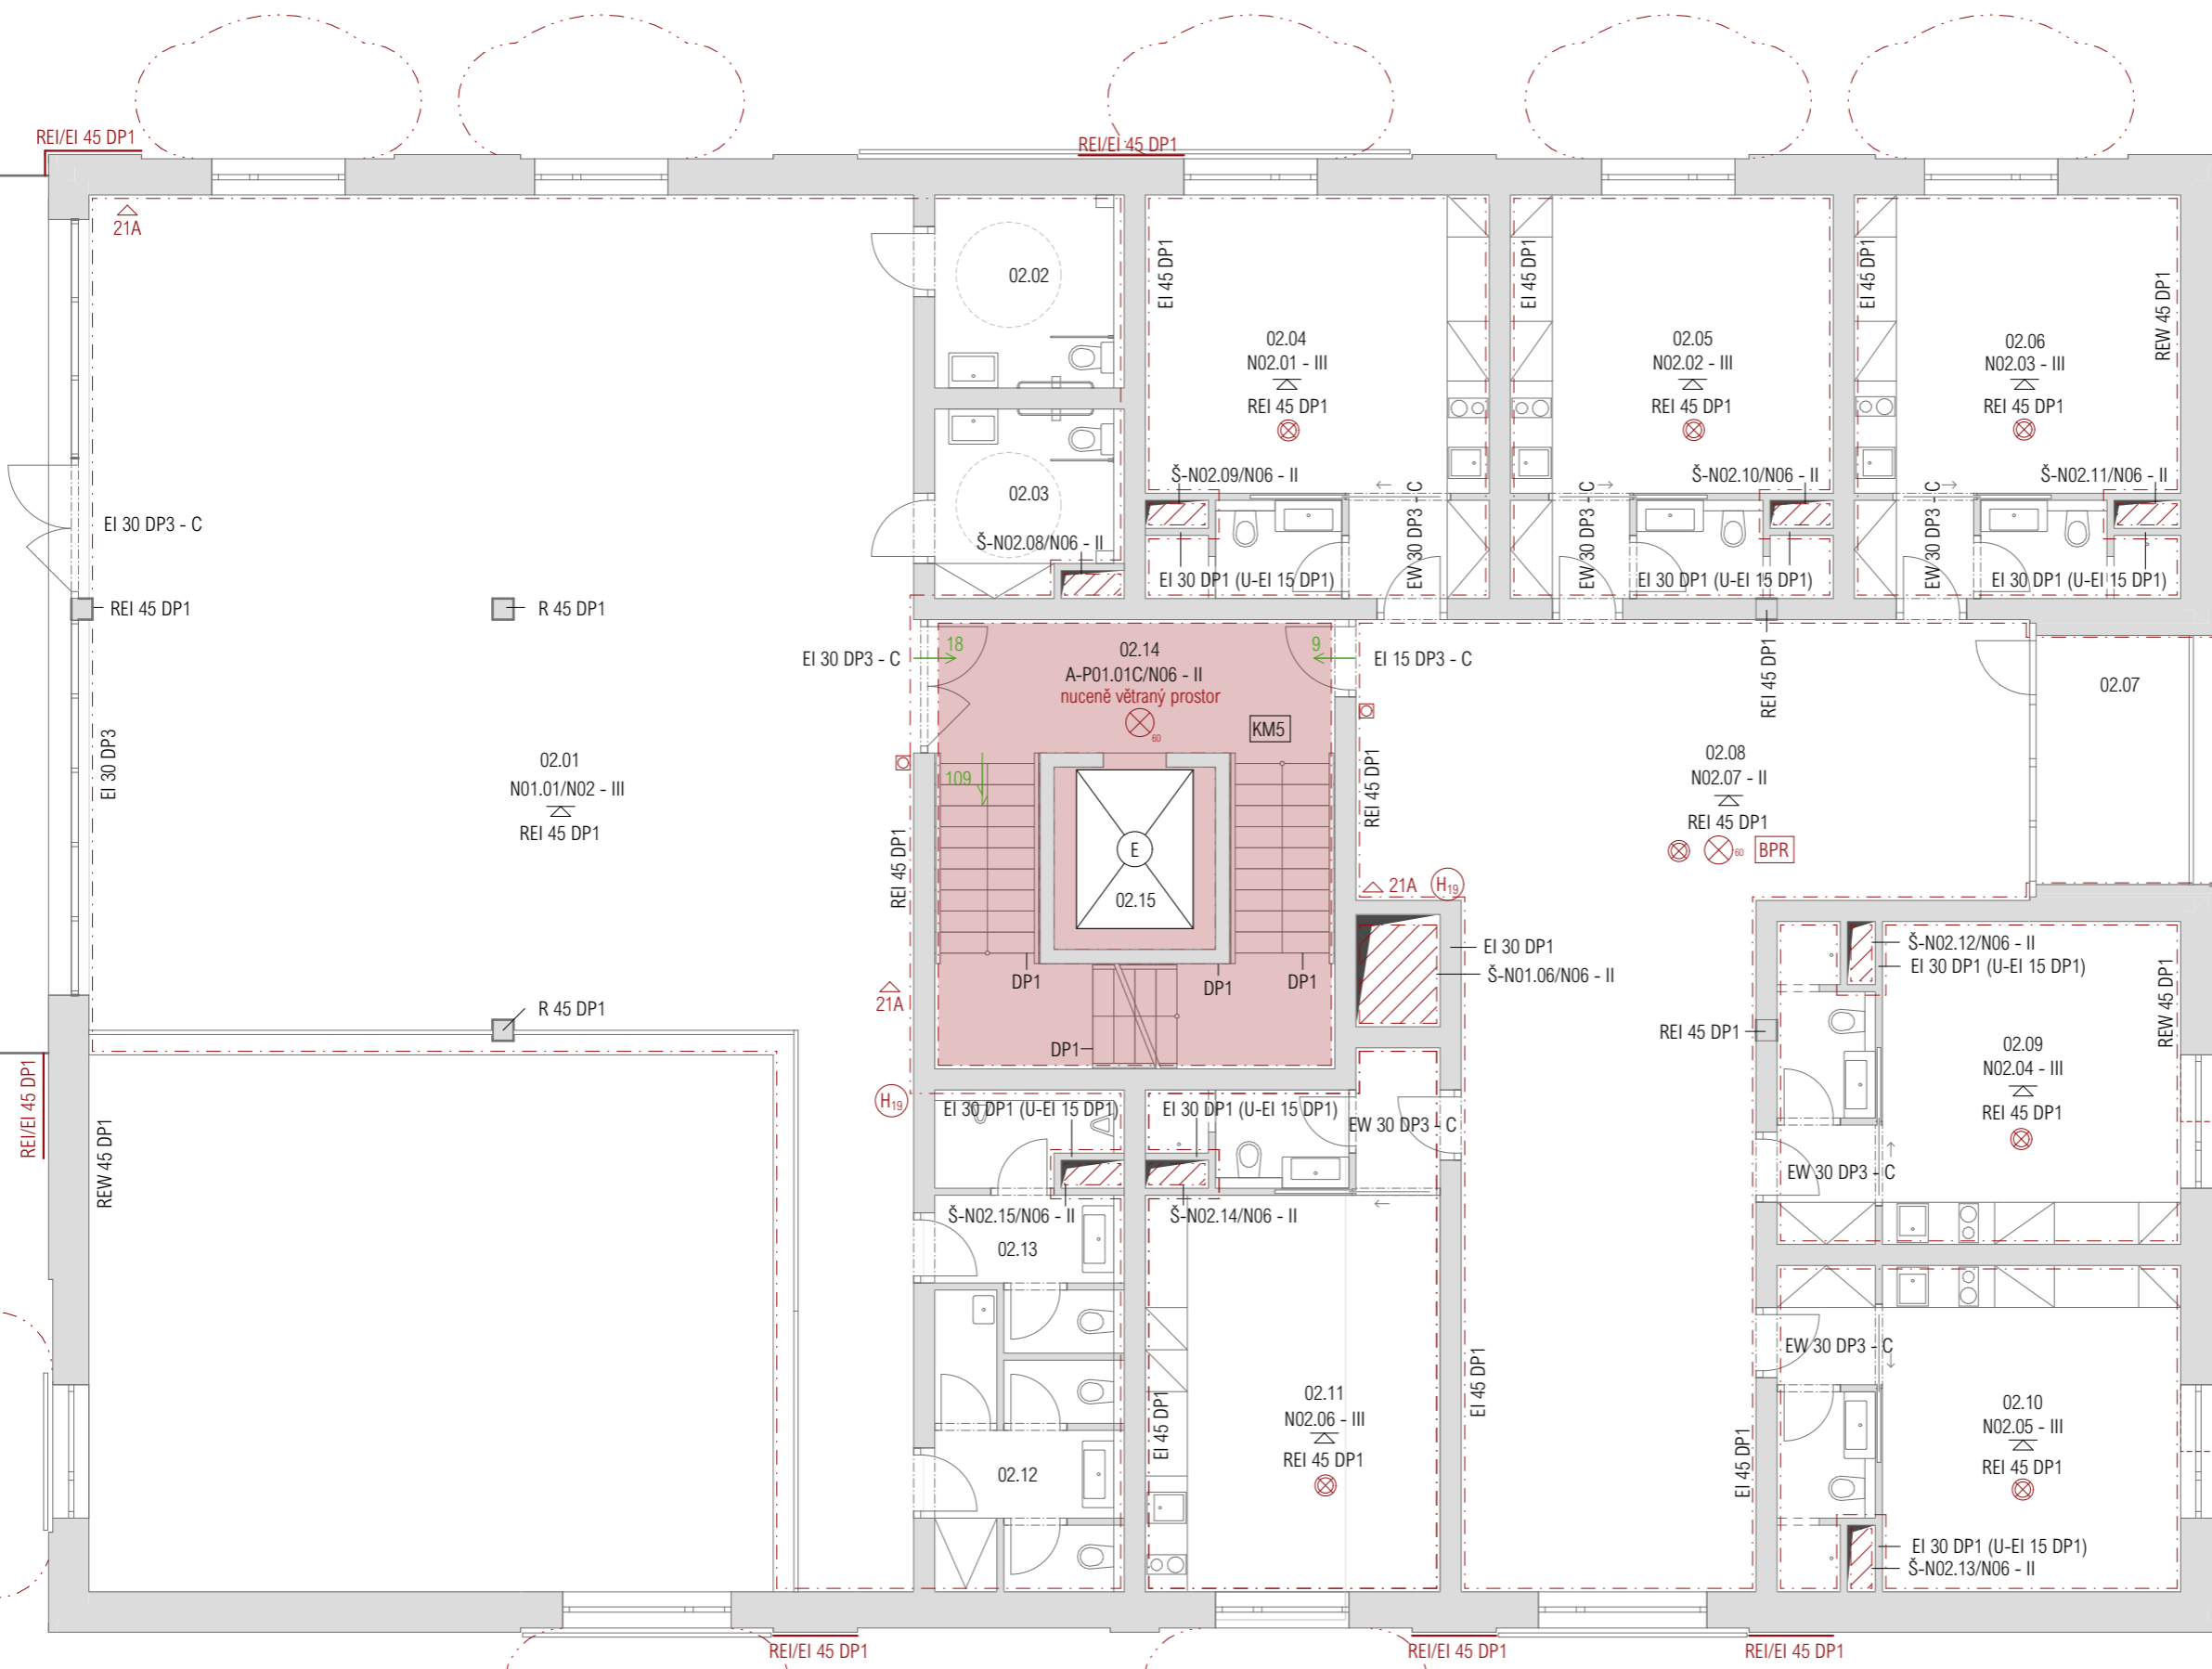 REI/EI 45 DP1
REI/EI 45 DP1
21A
02.02
EI 45 DP1
EI 45 DP1
EI 45 DP1
REW 45 DP1
02.04
N02.01 - III
REI 45 DP1
02.05
N02.02 - III
REI 45 DP1
02.06
N02.03 - III
REI 45 DP1
02.03
Š-N02.08/N06 - II
Š-N02.09/N06 - II
Š-N02.10/N06 - II
Š-N02.11/N06 - II
EI 30 DP3 - C
EI 30 DP1 (U-EI 15 DP1)
EW 30 DP3 - C
EW 30 DP3 - C
EI 30 DP1 (U-EI 15 DP1)
EW 30 DP3 - C
EI 30 DP1 (U-EI 15 DP1)
REI 45 DP1
R 45 DP1
EI 30 DP3 - C
18
02.14
A-P01.01C/N06 - II
nuceně větraný prostor
60
KM5
9
EI 15 DP3 - C
REI 45 DP1
02.07
EI 30 DP3
02.01
N01.01/N02 - III
REI 45 DP1
109
REI 45 DP1
E
02.15
REI 45 DP1
02.08
N02.07 - II
REI 45 DP1
60
BPR
21A
H19
EI 30 DP1
Š-N01.06/N06 - II
Š-N02.12/N06 - II
EI 30 DP1 (U-EI 15 DP1)
DP1
DP1
DP1
DP1
21A
R 45 DP1
REI 45 DP1
02.09
N02.04 - III
REI 45 DP1
REW 45 DP1
REI/EI 45 DP1
REW 45 DP1
H19
EI 30 DP1 (U-EI 15 DP1)
EI 30 DP1 (U-EI 15 DP1)
EW 30 DP3 - C
EW 30 DP3 - C
Š-N02.15/N06 - II
Š-N02.14/N06 - II
02.13
EW 30 DP3 - C
02.11
N02.06 - III
REI 45 DP1
EI 45 DP1
EI 45 DP1
EI 45 DP1
02.10
N02.05 - III
REI 45 DP1
02.12
EI 30 DP1 (U-EI 15 DP1)
Š-N02.13/N06 - II
REI/EI 45 DP1
REI/EI 45 DP1
REI/EI 45 DP1